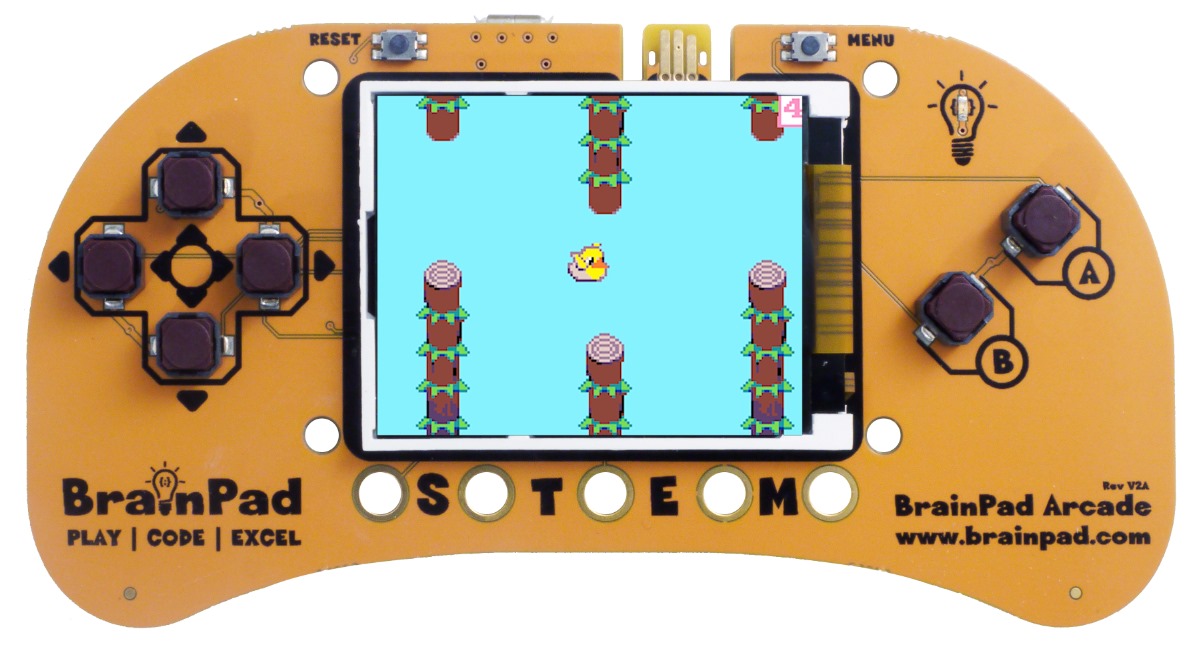 RESET
MENU
4
A
B
S T E M
BrainPad
PLAY | CODE | EXCEL
Rev V2A
BrainPad Arcade
www.brainpad.com